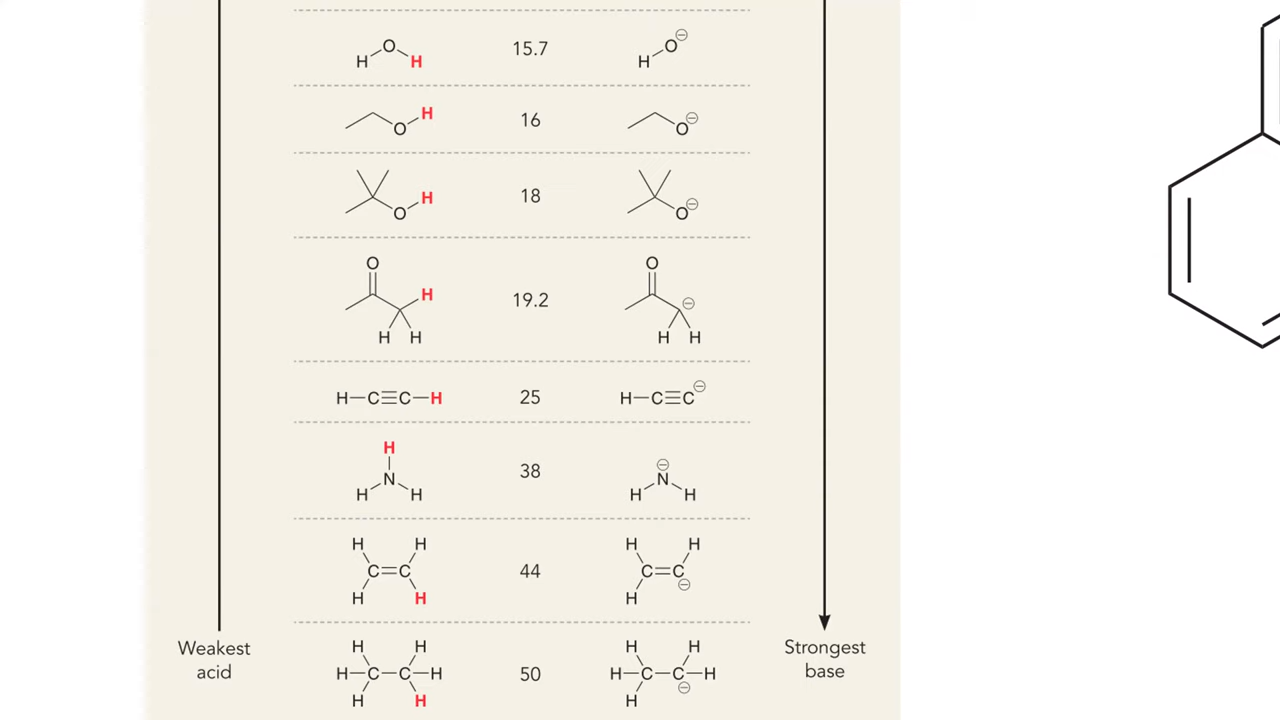 H O H 15.7 H O ⊖
O H 16 O ⊖
O H 18 O ⊖
O O
H 19.2 ⊖
H H H H
H—C≡C—H 25 H—C≡C ⊖
H ⊖
N 38 N
H H H H
H H H H
C=C 44 C=C
H H H ⊖
H H H H
H—C—C—H 50 H—C—C—H
H H H ⊖
Weakest
acid
Strongest
base